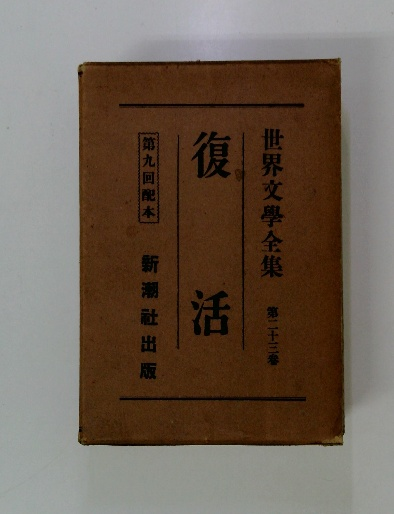 世界文學全集 第二十三巻
復活
第九回配本
新潮社出版